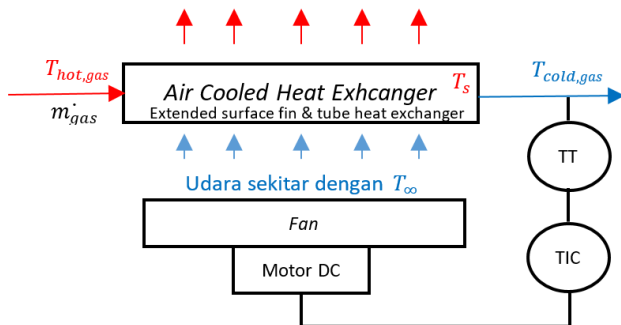 T_hot,gas
ṁ_gas
Air Cooled Heat Exhcanger
Extended surface fin & tube heat exchanger
T_s
T_cold,gas
Udara sekitar dengan T_∞
Fan
Motor DC
TT
TIC